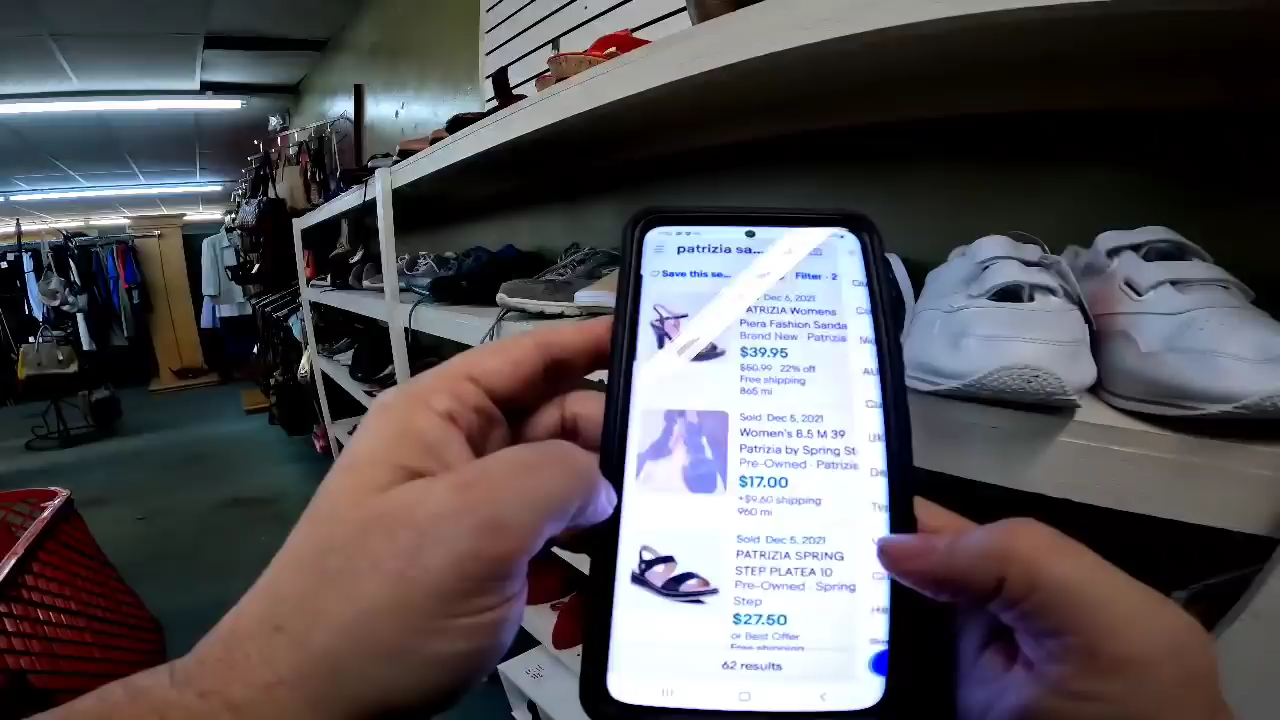 patrizia sa...
Save this se...
Filter · 2
Dec 6, 2021
ATRIZIA Womens
Piera Fashion Sanda
Brand New · Patrizia
$39.95
$50.99 22% off
Free shipping
865 mi
Sold Dec 5, 2021
Women's 8.5 M 39
Patrizia by Spring St
Pre-Owned · Patrizia
$17.00
+$9.60 shipping
960 mi
Sold Dec 5, 2021
PATRIZIA SPRING
STEP PLATEA 10
Pre-Owned · Spring
Step
$27.50
or Best Offer
Free shipping
62 results